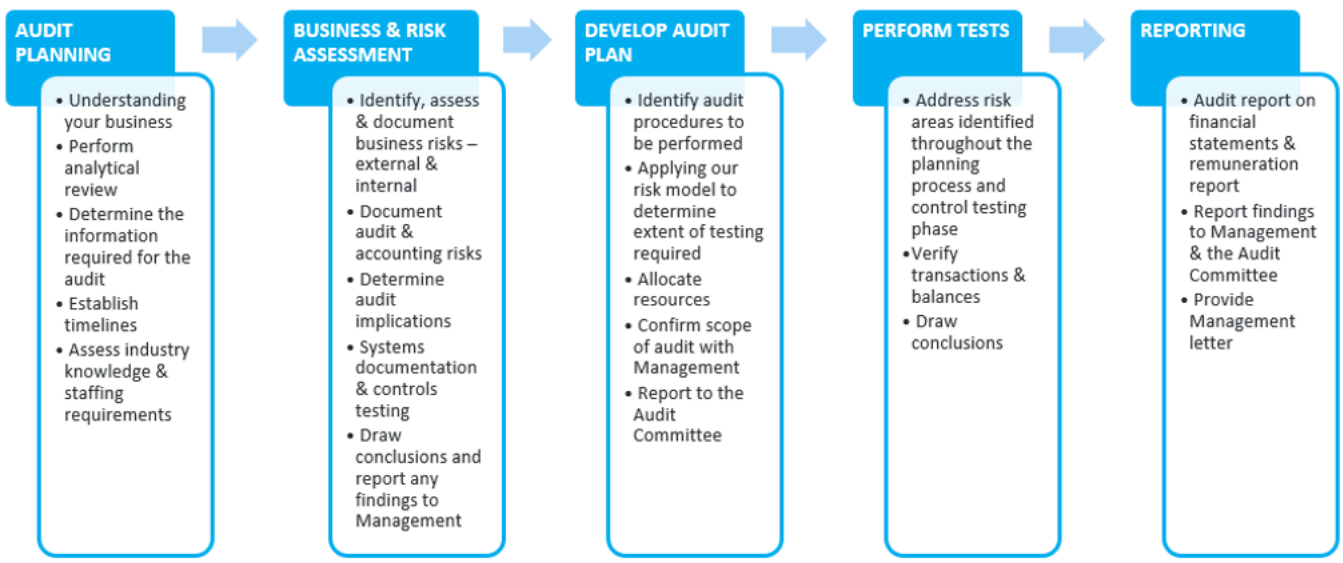 AUDIT
PLANNING
• Understanding
your business
• Perform
analytical
review
• Determine the
information
required for the
audit
• Establish
timelines
• Assess industry
knowledge &
staffing
requirements
BUSINESS & RISK
ASSESSMENT
• Identify, assess
& document
business risks –
external &
internal
• Document
audit &
accounting risks
• Determine
audit
implications
• Systems
documentation
& controls
testing
• Draw
conclusions and
report any
findings to
Management
DEVELOP AUDIT
PLAN
• Identify audit
procedures to
be performed
• Applying our
risk model to
determine
extent of testing
required
• Allocate
resources
• Confirm scope
of audit with
Management
• Report to the
Audit
Committee
PERFORM TESTS
• Address risk
areas identified
throughout the
planning
process and
control testing
phase
•Verify
transactions &
balances
• Draw
conclusions
REPORTING
• Audit report on
financial
statements &
remuneration
report
• Report findings
to Management
& the Audit
Committee
• Provide
Management
letter